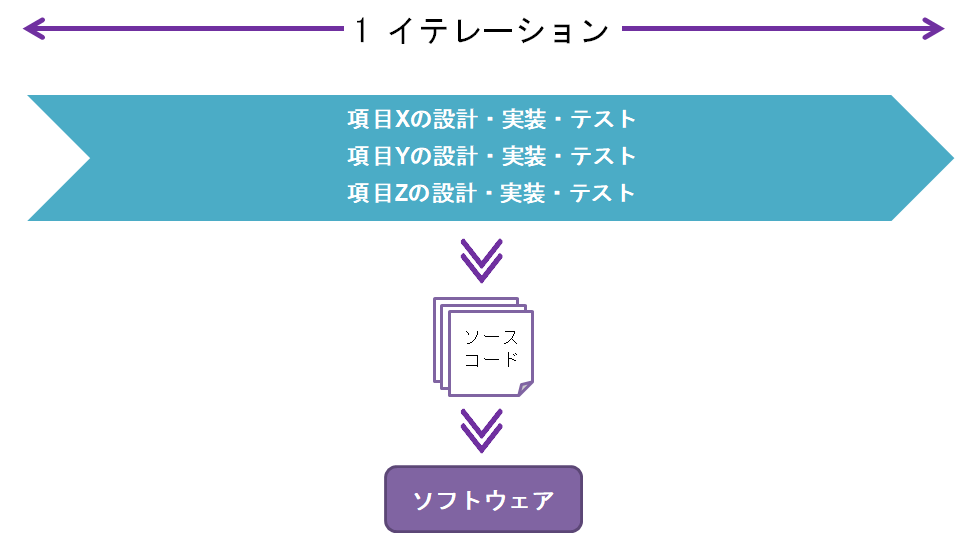 1 イテレーション
項目Xの設計・実装・テスト
項目Yの設計・実装・テスト
項目Zの設計・実装・テスト
ソース
コード
ソフトウェア